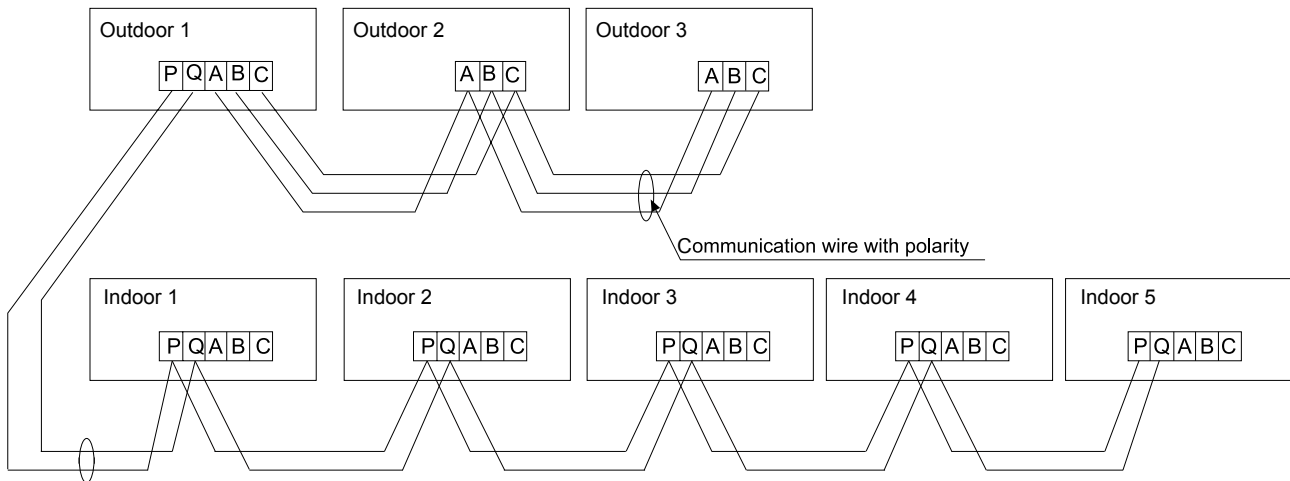 Outdoor 1
P Q A B C
Outdoor 2
A B C
Outdoor 3
A B C
Communication wire with polarity
Indoor 1
P Q A B C
Indoor 2
P Q A B C
Indoor 3
P Q A B C
Indoor 4
P Q A B C
Indoor 5
P Q A B C